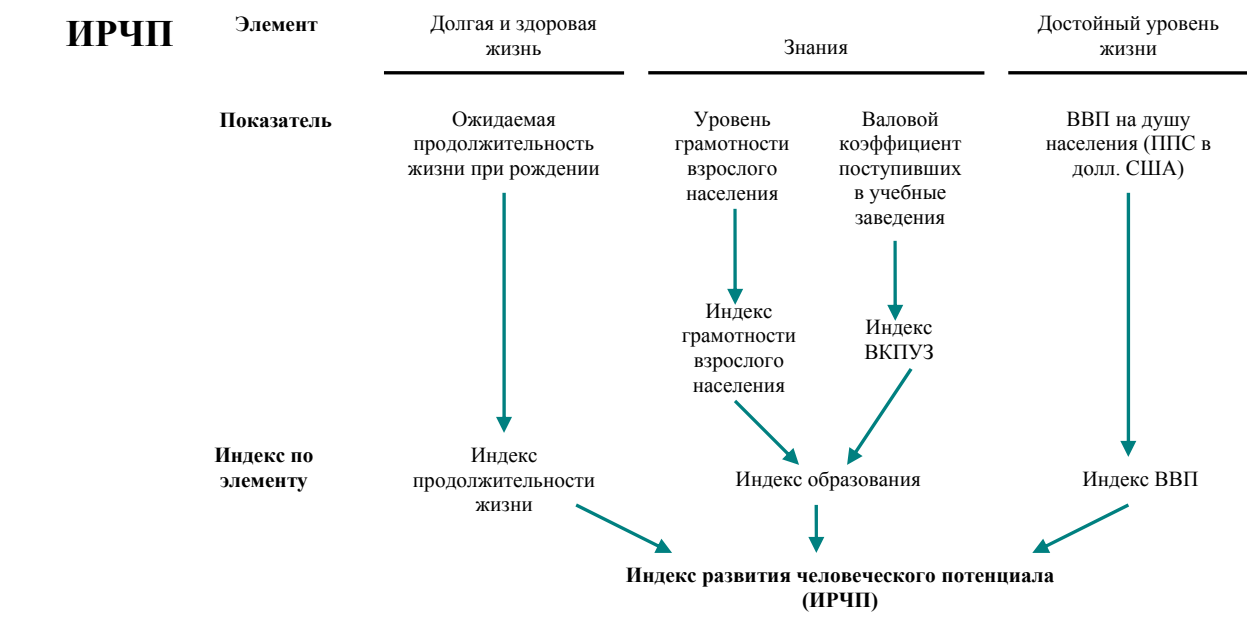 ИРЧП
Элемент
Долгая и здоровая
жизнь
Знания
Достойный уровень
жизни
Показатель
Ожидаемая
продолжительность
жизни при рождении
Уровень
грамотности
взрослого
населения
Валовой
коэффициент
поступивших
в учебные
заведения
ВВП на душу
населения (ППС в
долл. США)
Индекс
грамотности
взрослого
населения
Индекс
ВКПУЗ
Индекс по
элементу
Индекс
продолжительности
жизни
Индекс образования
Индекс ВВП
Индекс развития человеческого потенциала
(ИРЧП)